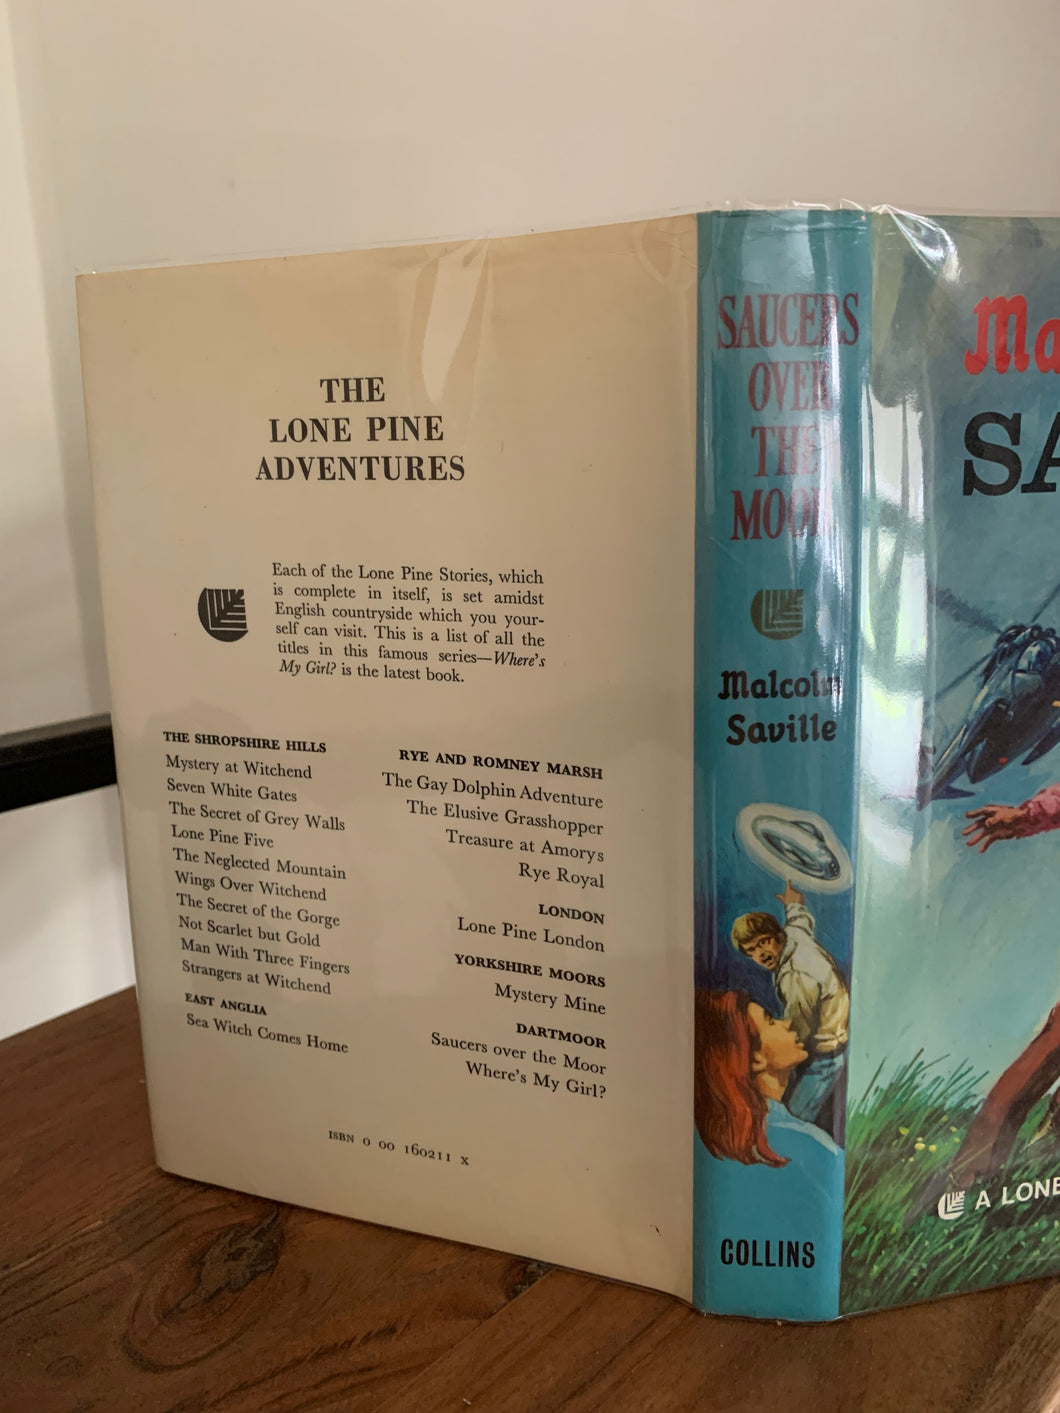 THE
LONE PINE
ADVENTURES
Each of the Lone Pine Stories, which
is complete in itself, is set amidst
English countryside which you your-
self can visit. This is a list of all the
titles in this famous series—Where's
My Girl? is the latest book.
THE SHROPSHIRE HILLS
Mystery at Witchend
Seven White Gates
The Secret of Grey Walls
Lone Pine Five
The Neglected Mountain
Wings Over Witchend
The Secret of the Gorge
Not Scarlet but Gold
Man With Three Fingers
Strangers at Witchend
EAST ANGLIA
Sea Witch Comes Home
RYE AND ROMNEY MARSH
The Gay Dolphin Adventure
The Elusive Grasshopper
Treasure at Amorys
Rye Royal
LONDON
Lone Pine London
YORKSHIRE MOORS
Mystery Mine
DARTMOOR
Saucers over the Moor
Where's My Girl?
ISBN 0 00 160211 X
SAUCERS
OVER
THE
MOOR
Malcolm
Saville
COLLINS
Ma
SA
A LONE